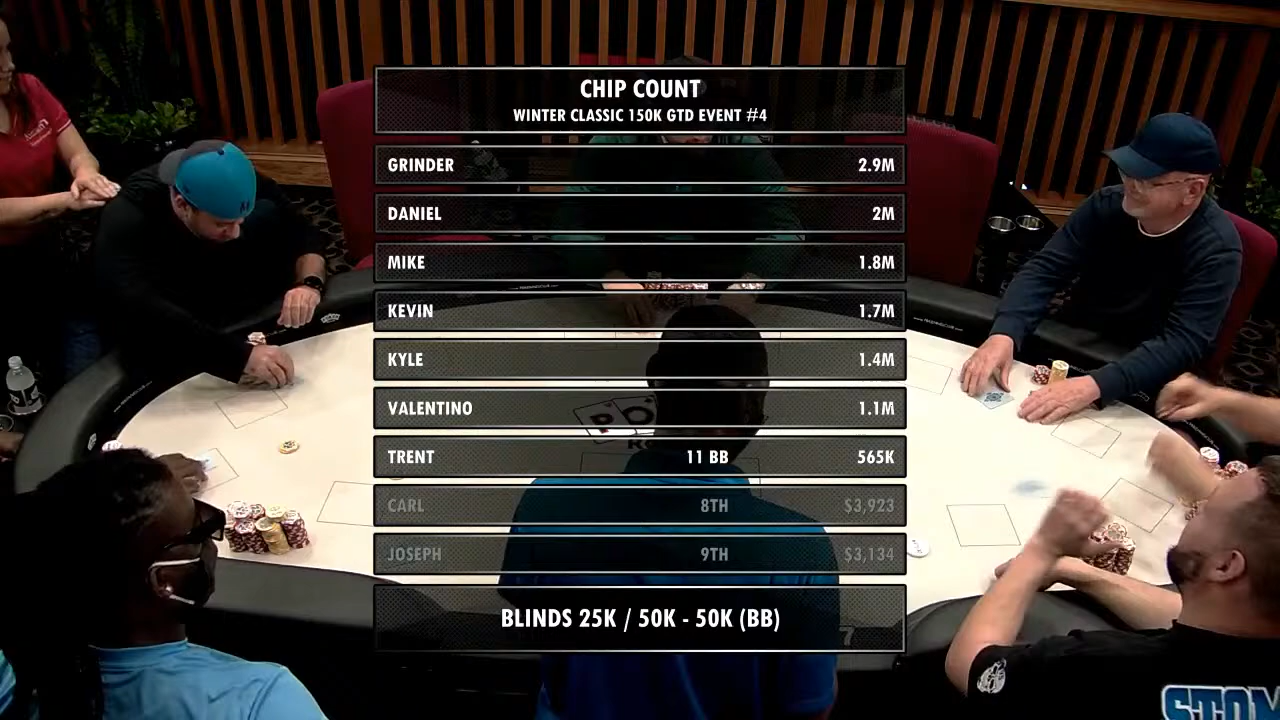 CHIP COUNT
WINTER CLASSIC 150K GTD EVENT #4
GRINDER 2.9M
DANIEL 2M
MIKE 1.8M
KEVIN 1.7M
KYLE 1.4M
VALENTINO 1.1M
TRENT 11 BB 565K
CARL 8TH $3,923
JOSEPH 9TH $3,134
BLINDS 25K / 50K - 50K (BB)